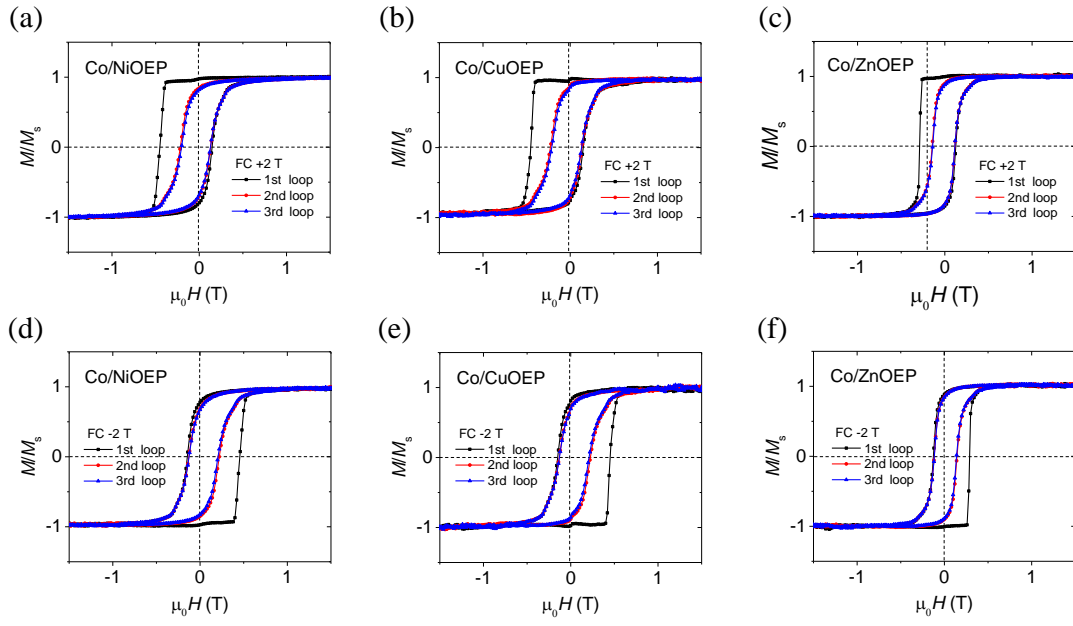 (a)
Co/NiOEP
M/Ms
1
0
-1
FC +2 T
1st loop
2nd loop
3rd loop
-1 0 1
μ0H (T)
(b)
Co/CuOEP
M/Ms
1
0
-1
FC +2 T
1st loop
2nd loop
3rd loop
-1 0 1
μ0H (T)
(c)
Co/ZnOEP
M/Ms
1
0
-1
FC +2 T
1st loop
2nd loop
3rd loop
-1 0 1
μ0H (T)
(d)
Co/NiOEP
M/Ms
1
0
-1
FC -2 T
1st loop
2nd loop
3rd loop
-1 0 1
μ0H (T)
(e)
Co/CuOEP
M/Ms
1
0
-1
FC -2 T
1st loop
2nd loop
3rd loop
-1 0 1
μ0H (T)
(f)
Co/ZnOEP
M/Ms
1
0
-1
FC -2 T
1st loop
2nd loop
3rd loop
-1 0 1
μ0H (T)